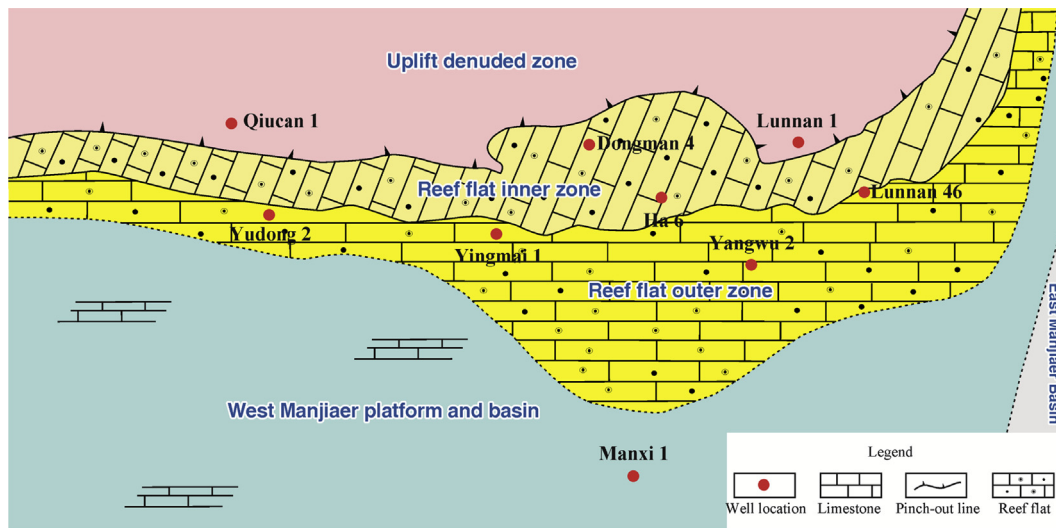 Uplift denuded zone
Qiucan 1
Lunnan 1
Dongman 4
Reef flat inner zone
Lunnan 46
Ha 6
Yudong 2
Yingmai 1
Yangwu 2
Reef flat outer zone
East Manjiaer Basin
West Manjiaer platform and basin
Manxi 1
Legend
Well location
Limestone
Pinch-out line
Reef flat